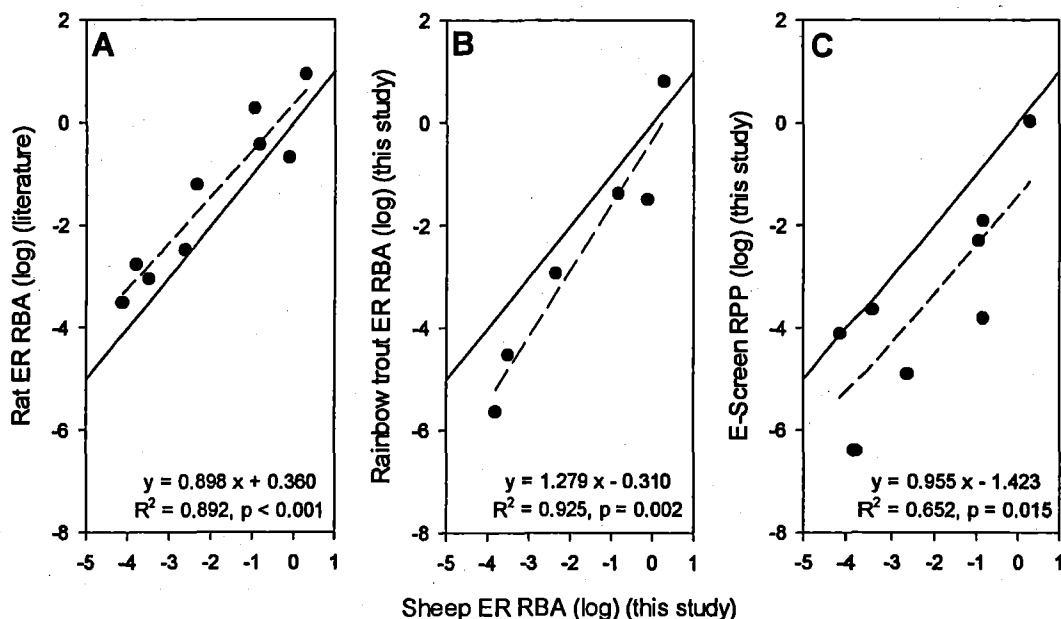 A
B
C
Rat ER RBA (log) (literature)
2
0
-2
-4
-6
-8
y = 0.898 x + 0.360
R² = 0.892, p < 0.001
-5 -4 -3 -2 -1 0 1
Rainbow trout ER RBA (log) (this study)
2
0
-2
-4
-6
-8
y = 1.279 x - 0.310
R² = 0.925, p = 0.002
-5 -4 -3 -2 -1 0 1
E-Screen RPP (log) (this study)
2
0
-2
-4
-6
-8
y = 0.955 x - 1.423
R² = 0.652, p = 0.015
-5 -4 -3 -2 -1 0 1
Sheep ER RBA (log) (this study)